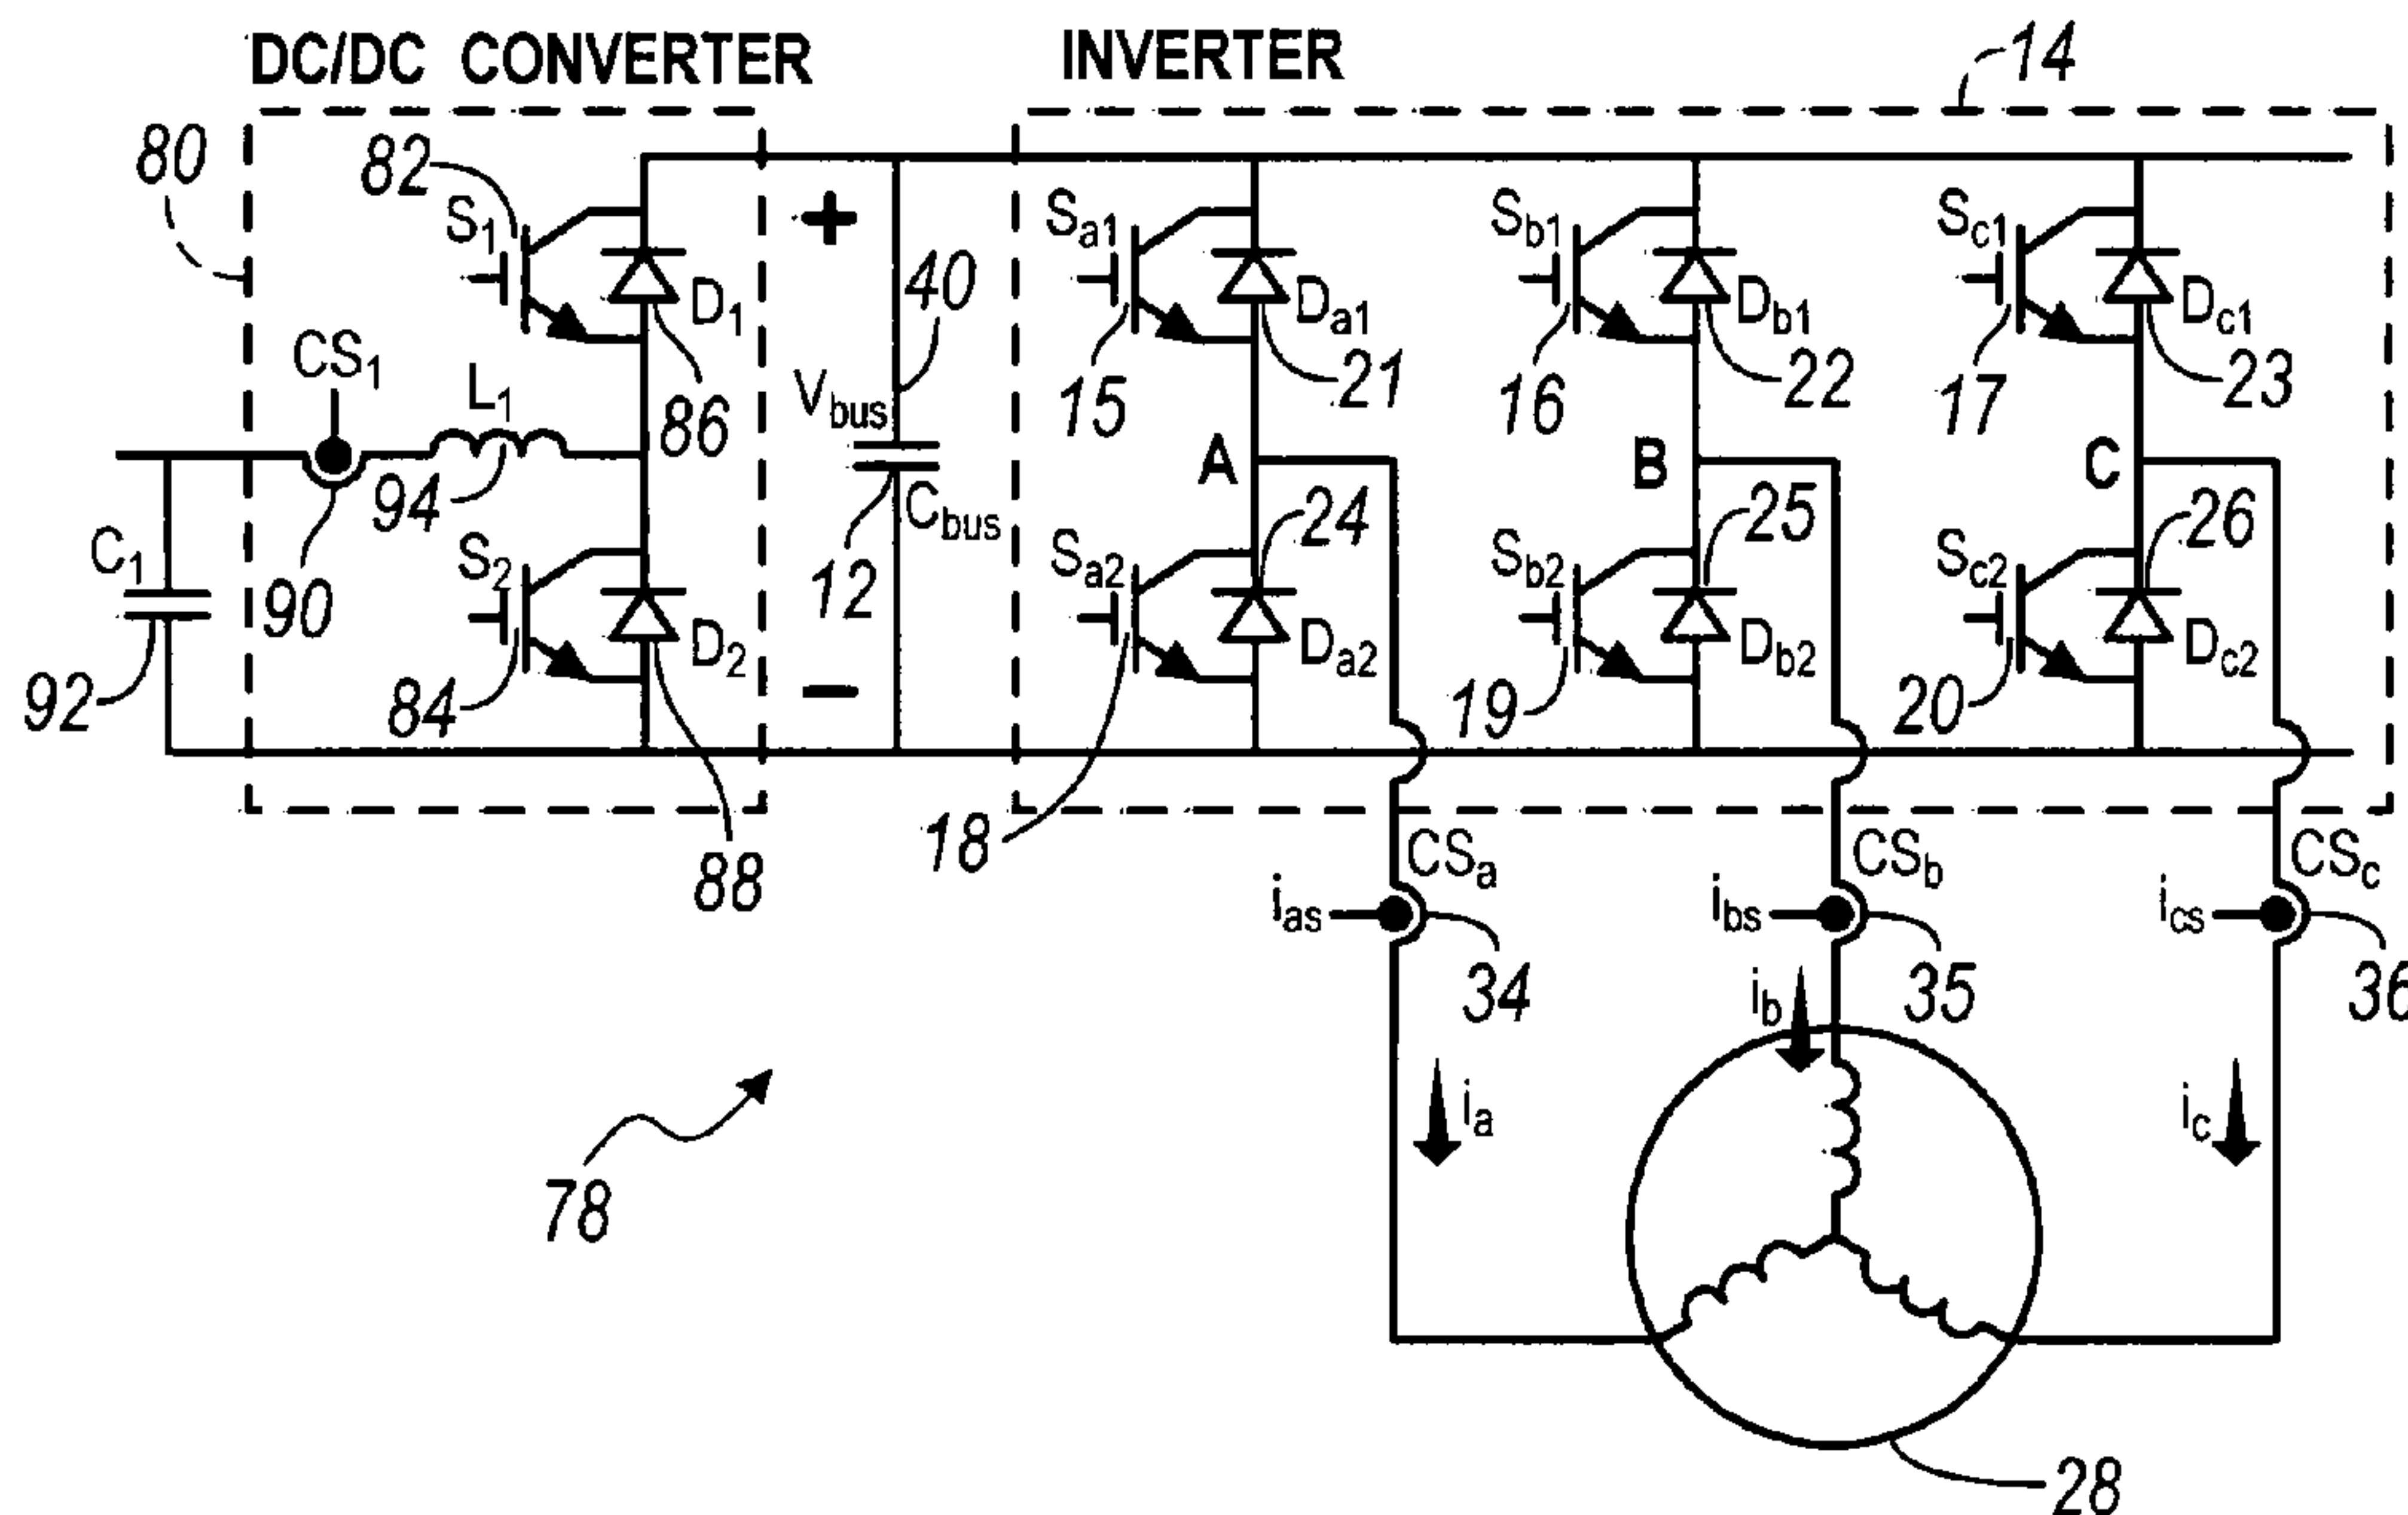 DC/DC CONVERTER
INVERTER
14
80
82
S1
D1
86
CS1
L1
94
90
C1
92
S2
D2
84
88
+
Vbus
40
12
Cbus
−
Sa1
Da1
15
21
Sb1
Db1
16
22
Sc1
Dc1
17
23
A
B
C
Sa2
Da2
24
18
Sb2
Db2
25
19
Sc2
Dc2
26
20
CSa
ias
34
CSb
ibs
35
CSc
ics
36
ib
ia
ic
78
28